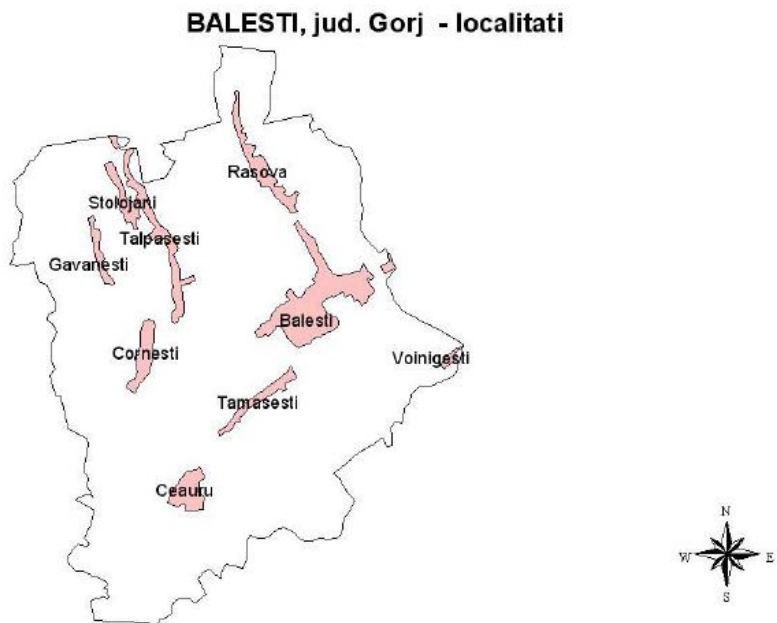 BALESTI, jud. Gorj - localitati
Rasova
Stolojani
Talpasesti
Gavanesti
Balesti
Cornesti
Voinigesti
Tamasesti
Ceauru
N
W E
S